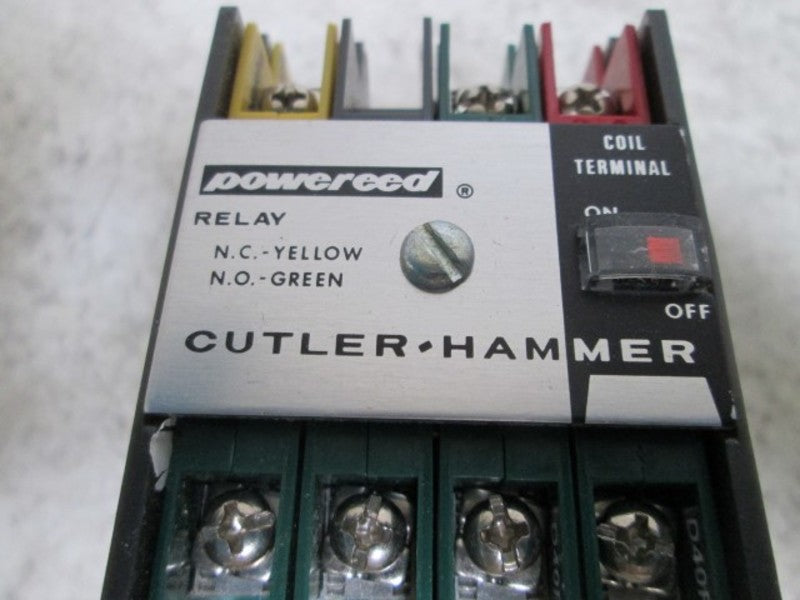 COIL
TERMINAL
powereed ®
ON
RELAY
N.C.-YELLOW
N.O.-GREEN
OFF
CUTLER-HAMMER